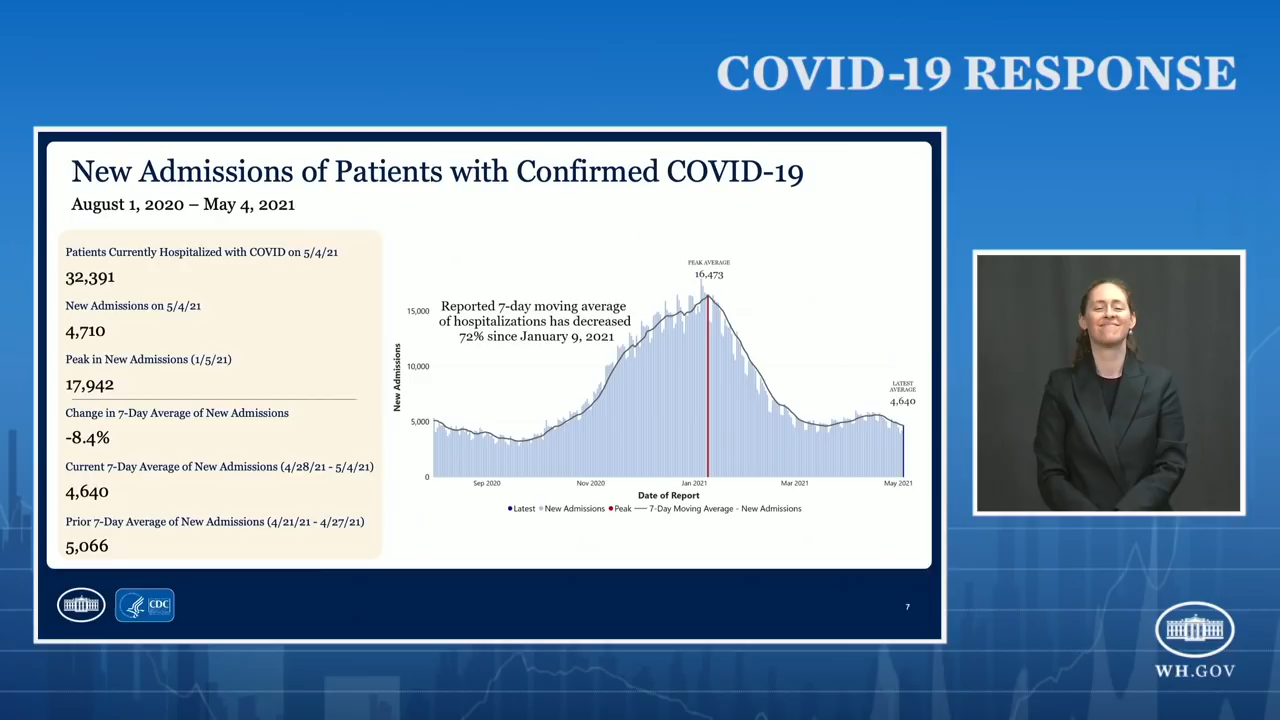 COVID-19 RESPONSE
New Admissions of Patients with Confirmed COVID-19
August 1, 2020 – May 4, 2021
Patients Currently Hospitalized with COVID on 5/4/21
32,391
New Admissions on 5/4/21
4,710
Peak in New Admissions (1/5/21)
17,942
Change in 7-Day Average of New Admissions
-8.4%
Current 7-Day Average of New Admissions (4/28/21 - 5/4/21)
4,640
Prior 7-Day Average of New Admissions (4/21/21 - 4/27/21)
5,066
PEAK AVERAGE
16,473
Reported 7-day moving average
of hospitalizations has decreased
72% since January 9, 2021
LATEST
AVERAGE
4,640
New Admissions
15,000
10,000
5,000
0
Sep 2020 Nov 2020 Jan 2021 Mar 2021 May 2021
Date of Report
Latest New Admissions Peak 7-Day Moving Average - New Admissions
CDC
7
WH.GOV